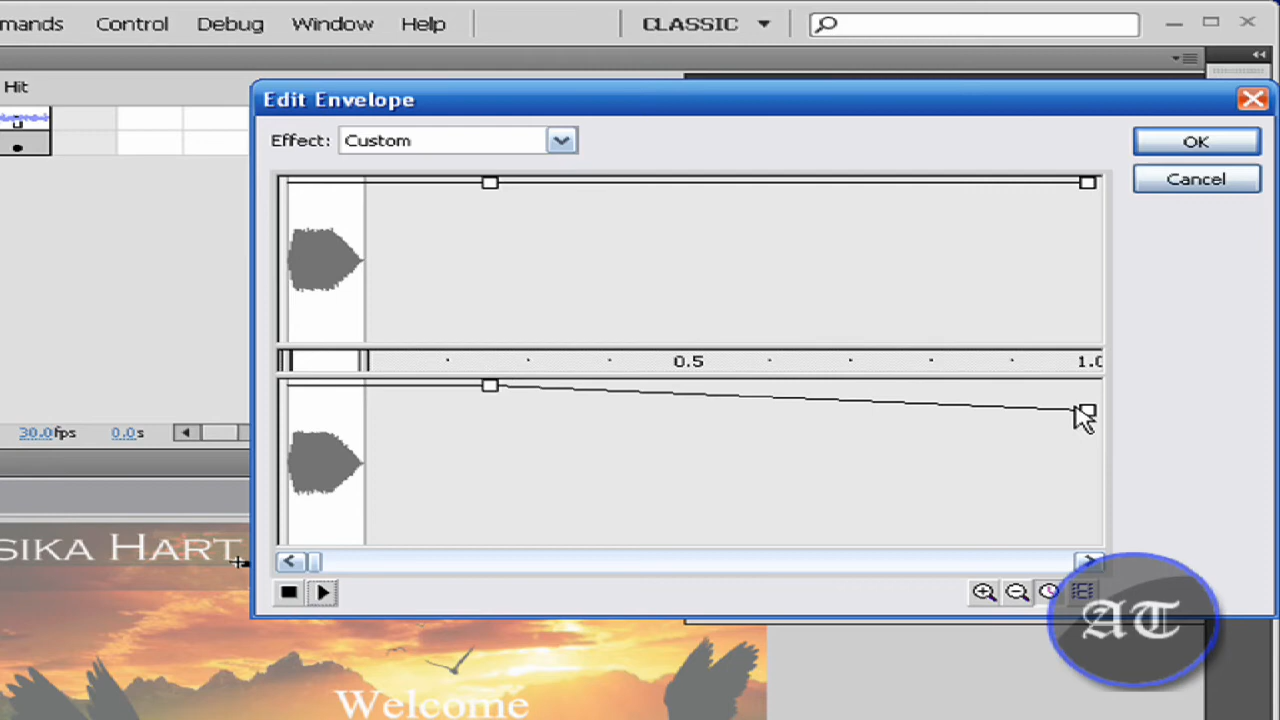 mands Control Debug Window Help CLASSIC
Hit
Edit Envelope
Effect: Custom
OK
Cancel
0.5 1.0
30.0fps 0.0s
SIKA HART
AT
Welcome